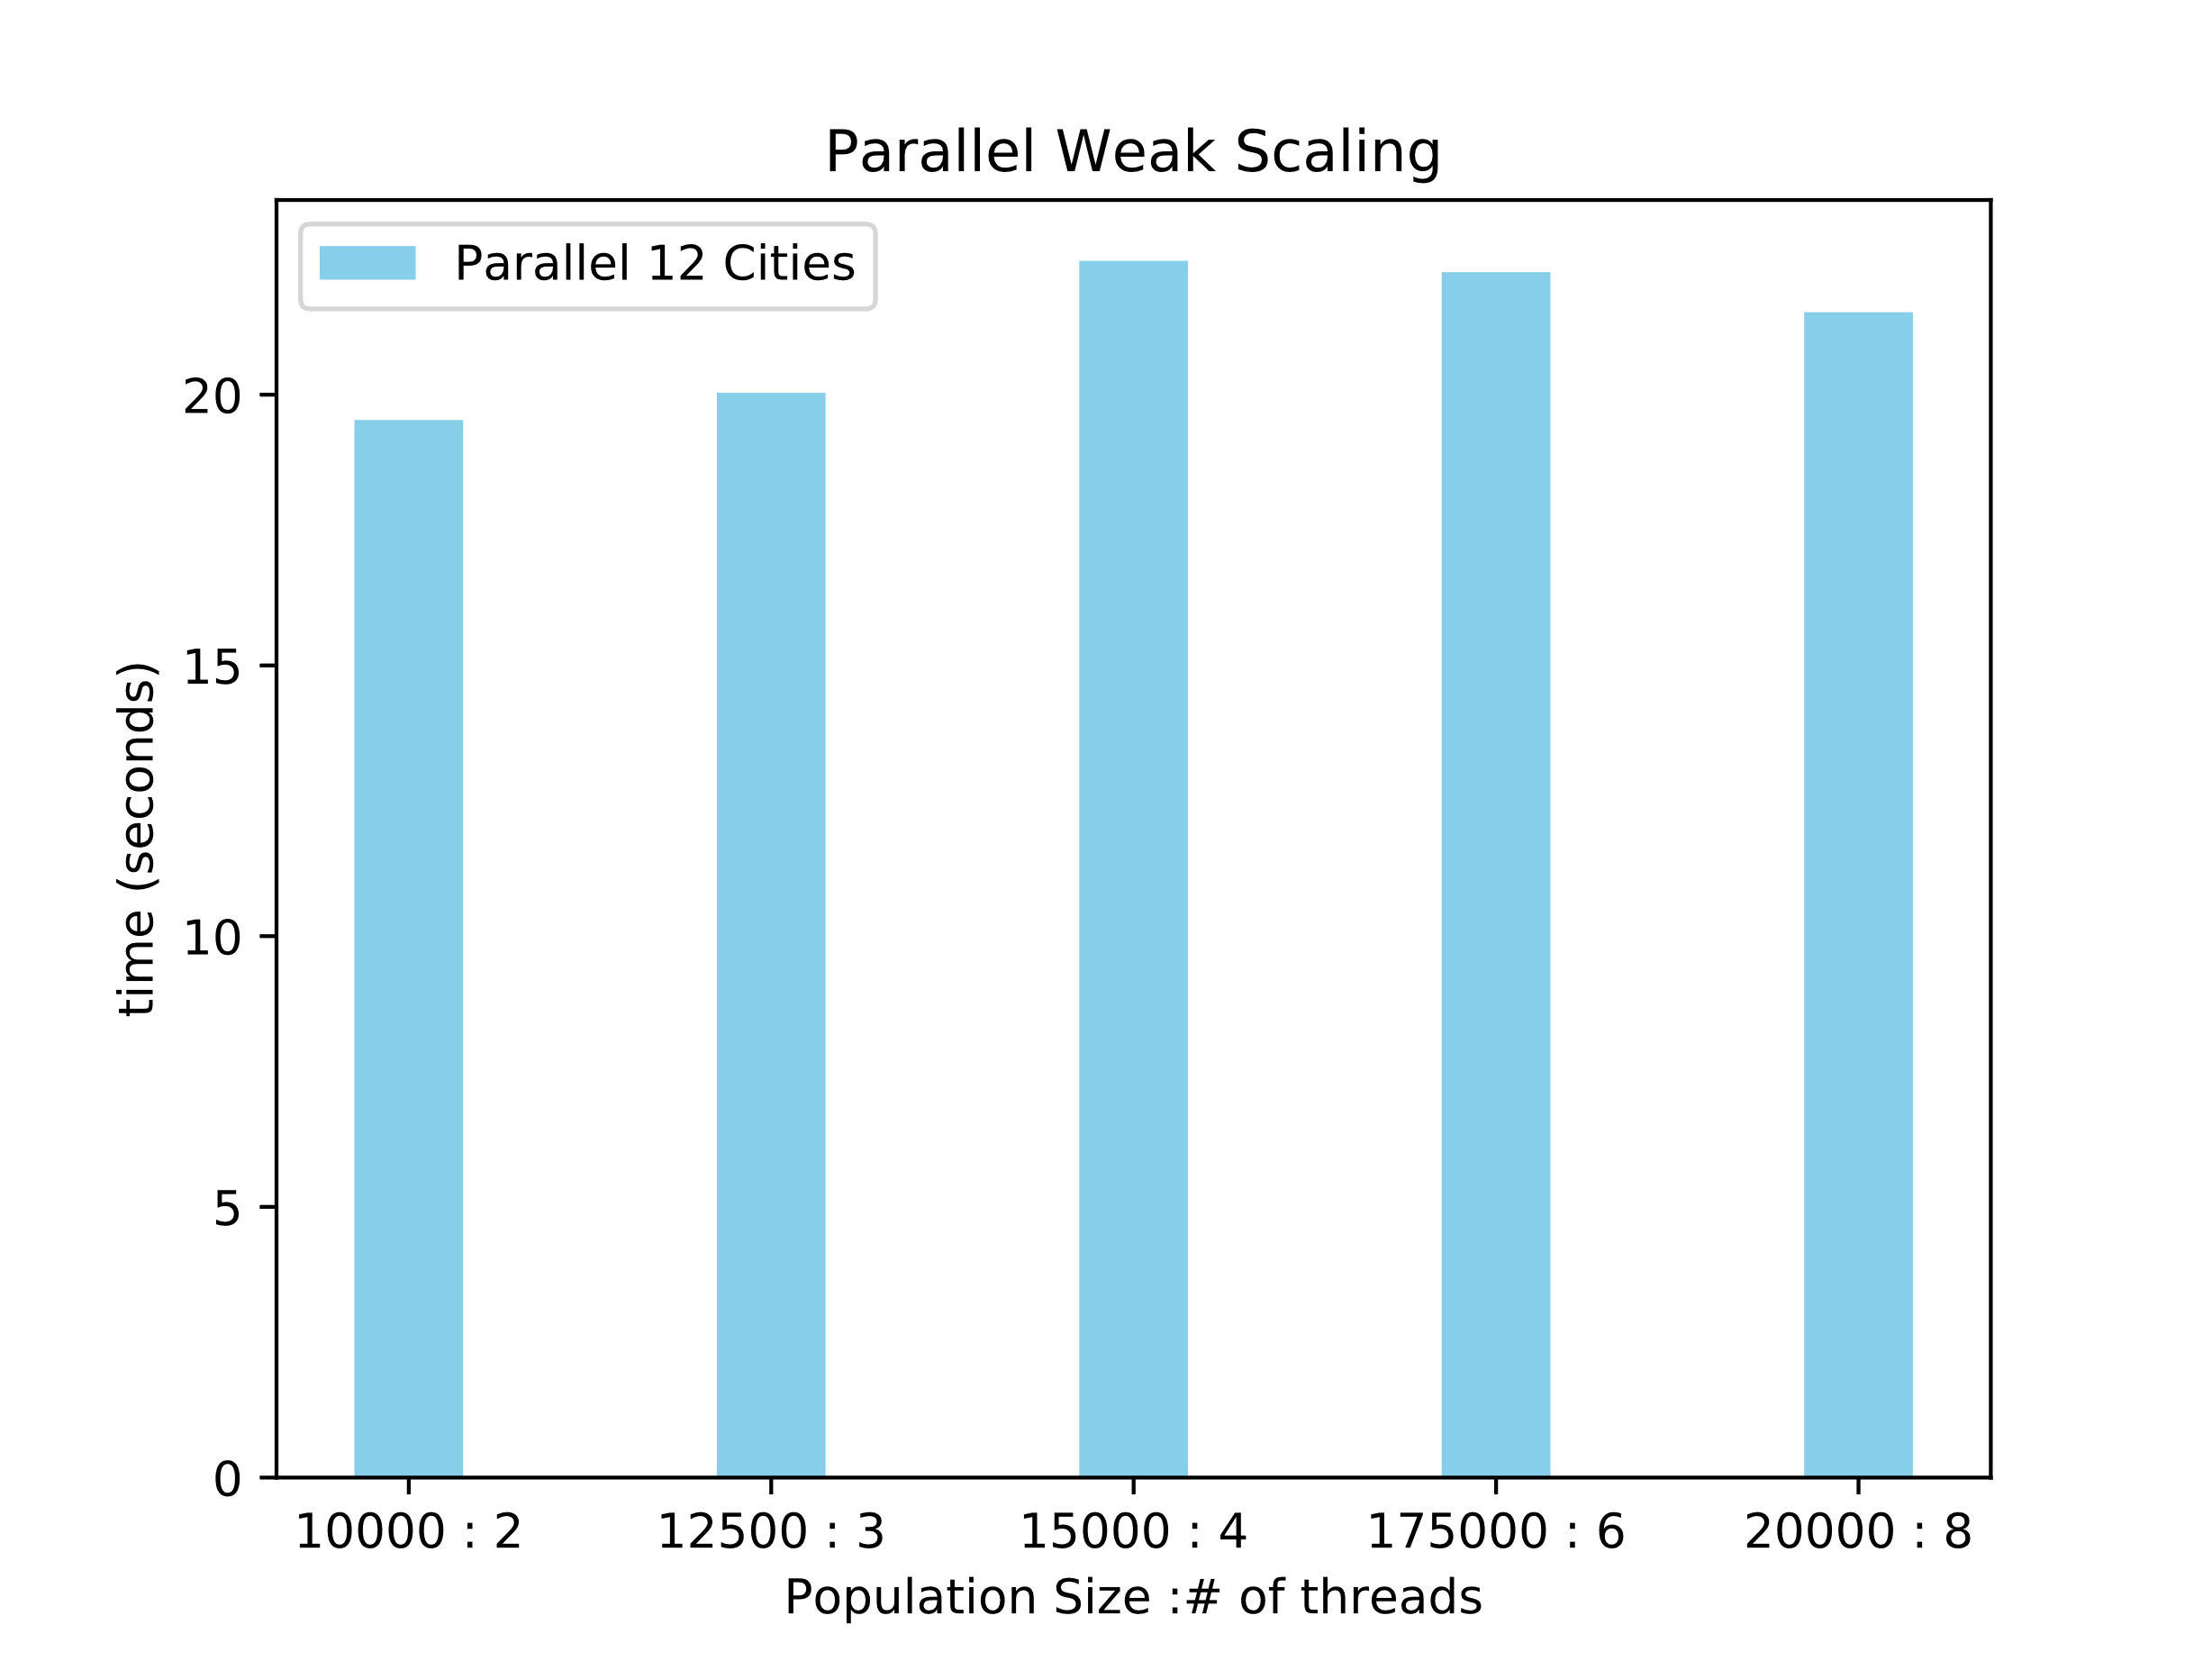 Parallel Weak Scaling
Parallel 12 Cities
20
15
10
5
0
time (seconds)
10000 : 2 12500 : 3 15000 : 4 175000 : 6 20000 : 8
Population Size :# of threads